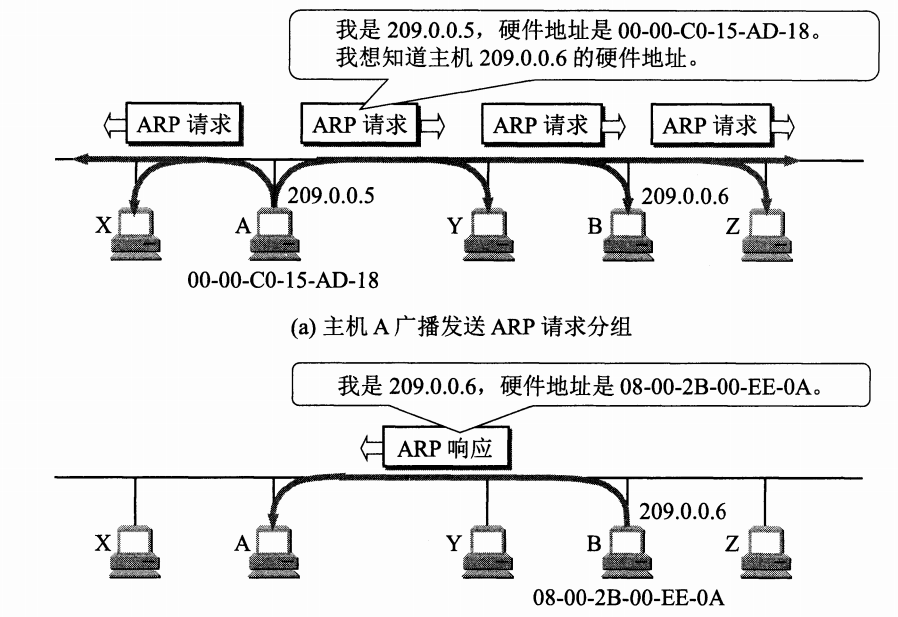 我是 209.0.0.5，硬件地址是 00-00-C0-15-AD-18。
我想知道主机 209.0.0.6 的硬件地址。
ARP 请求
ARP 请求
ARP 请求
ARP 请求
209.0.0.5
209.0.0.6
X
A
Y
B
Z
00-00-C0-15-AD-18
(a) 主机 A 广播发送 ARP 请求分组
我是 209.0.0.6，硬件地址是 08-00-2B-00-EE-0A。
ARP 响应
209.0.0.6
X
A
Y
B
Z
08-00-2B-00-EE-0A